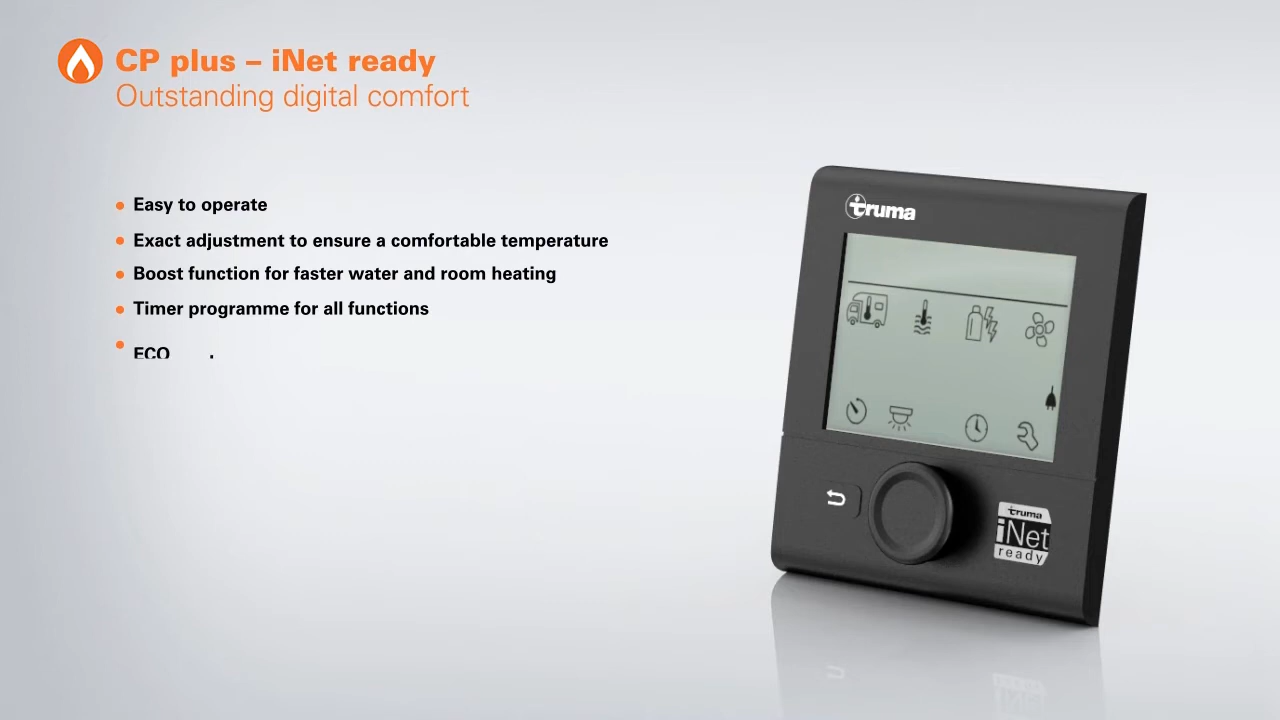 CP plus – iNet ready
Outstanding digital comfort
Easy to operate
Exact adjustment to ensure a comfortable temperature
Boost function for faster water and room heating
Timer programme for all functions
ECO
truma
truma
iNet
ready